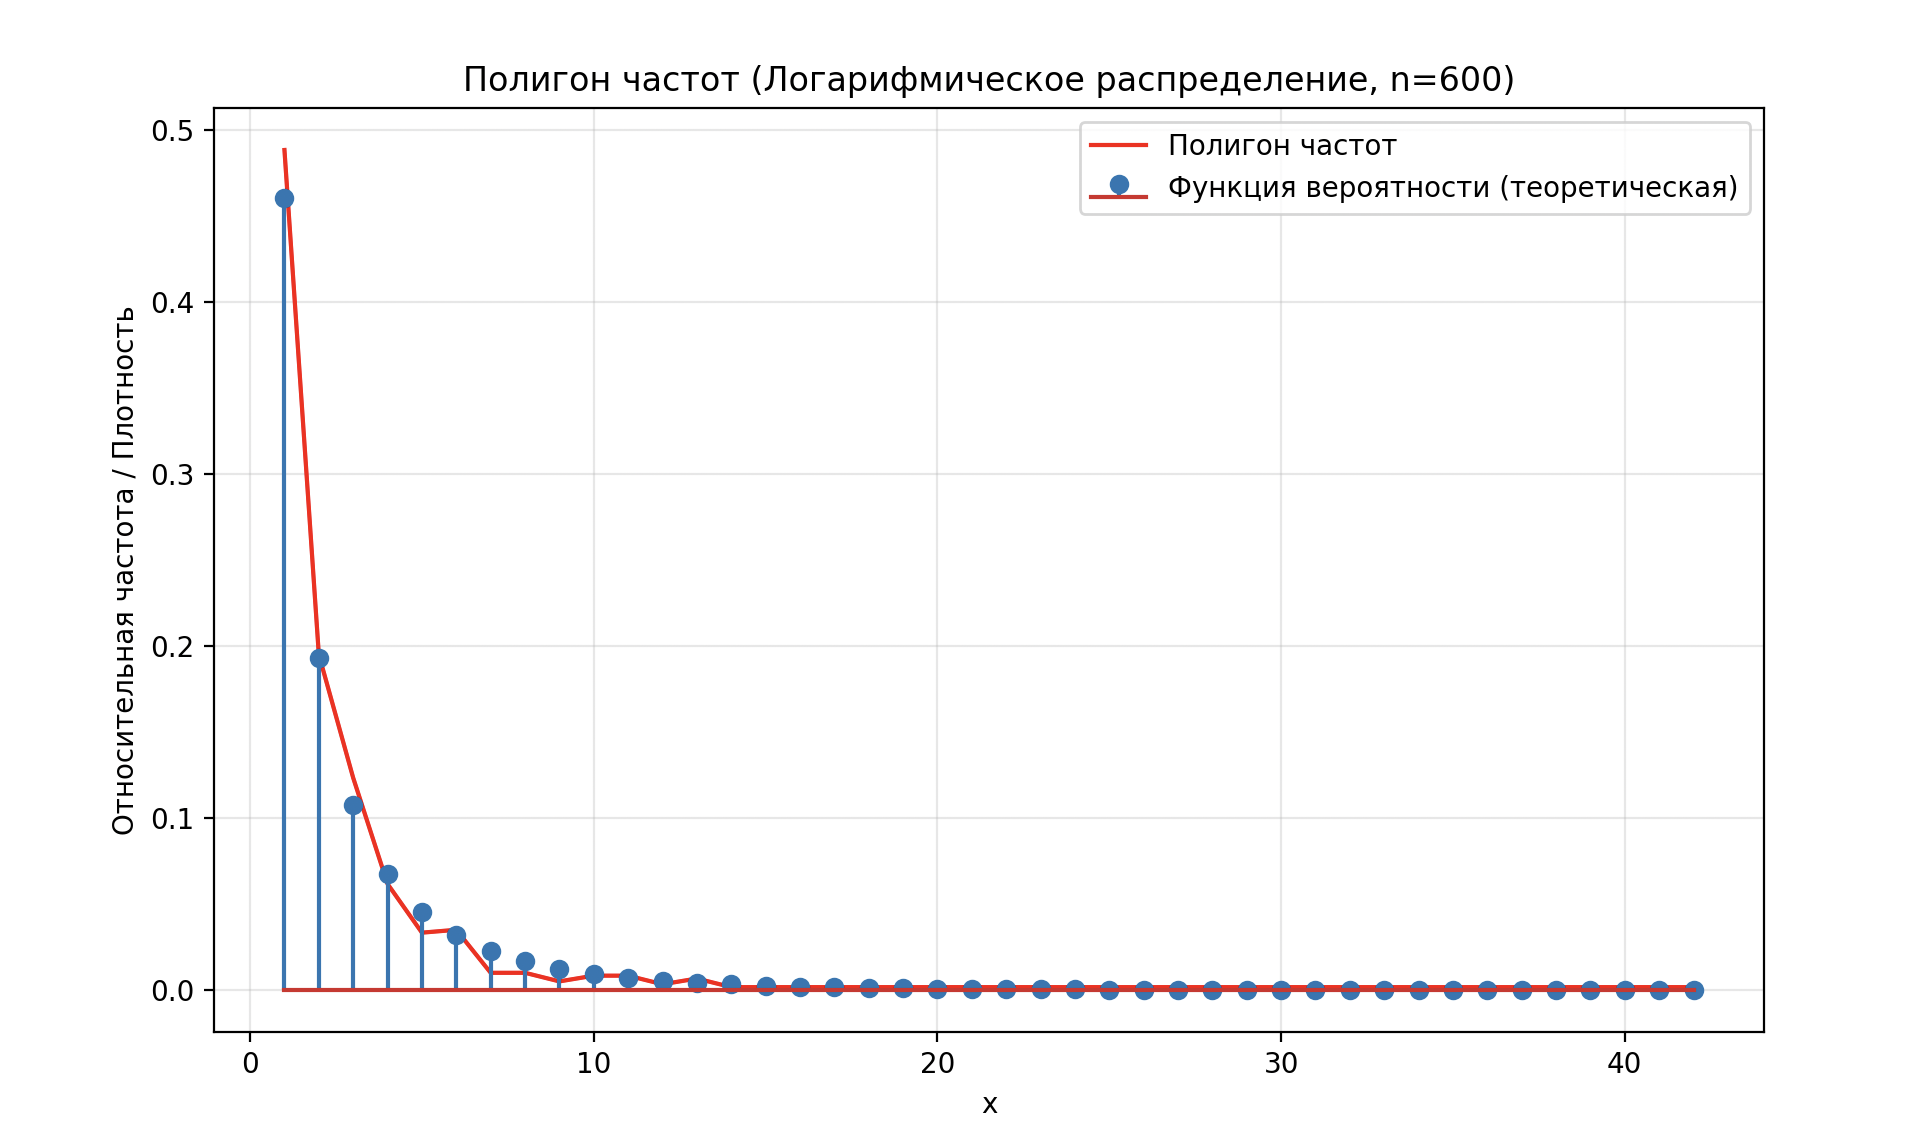 Полигон частот (Логарифмическое распределение, n=600)
Полигон частот
Функция вероятности (теоретическая)
Относительная частота / Плотность
0.5
0.4
0.3
0.2
0.1
0.0
0 10 20 30 40
x